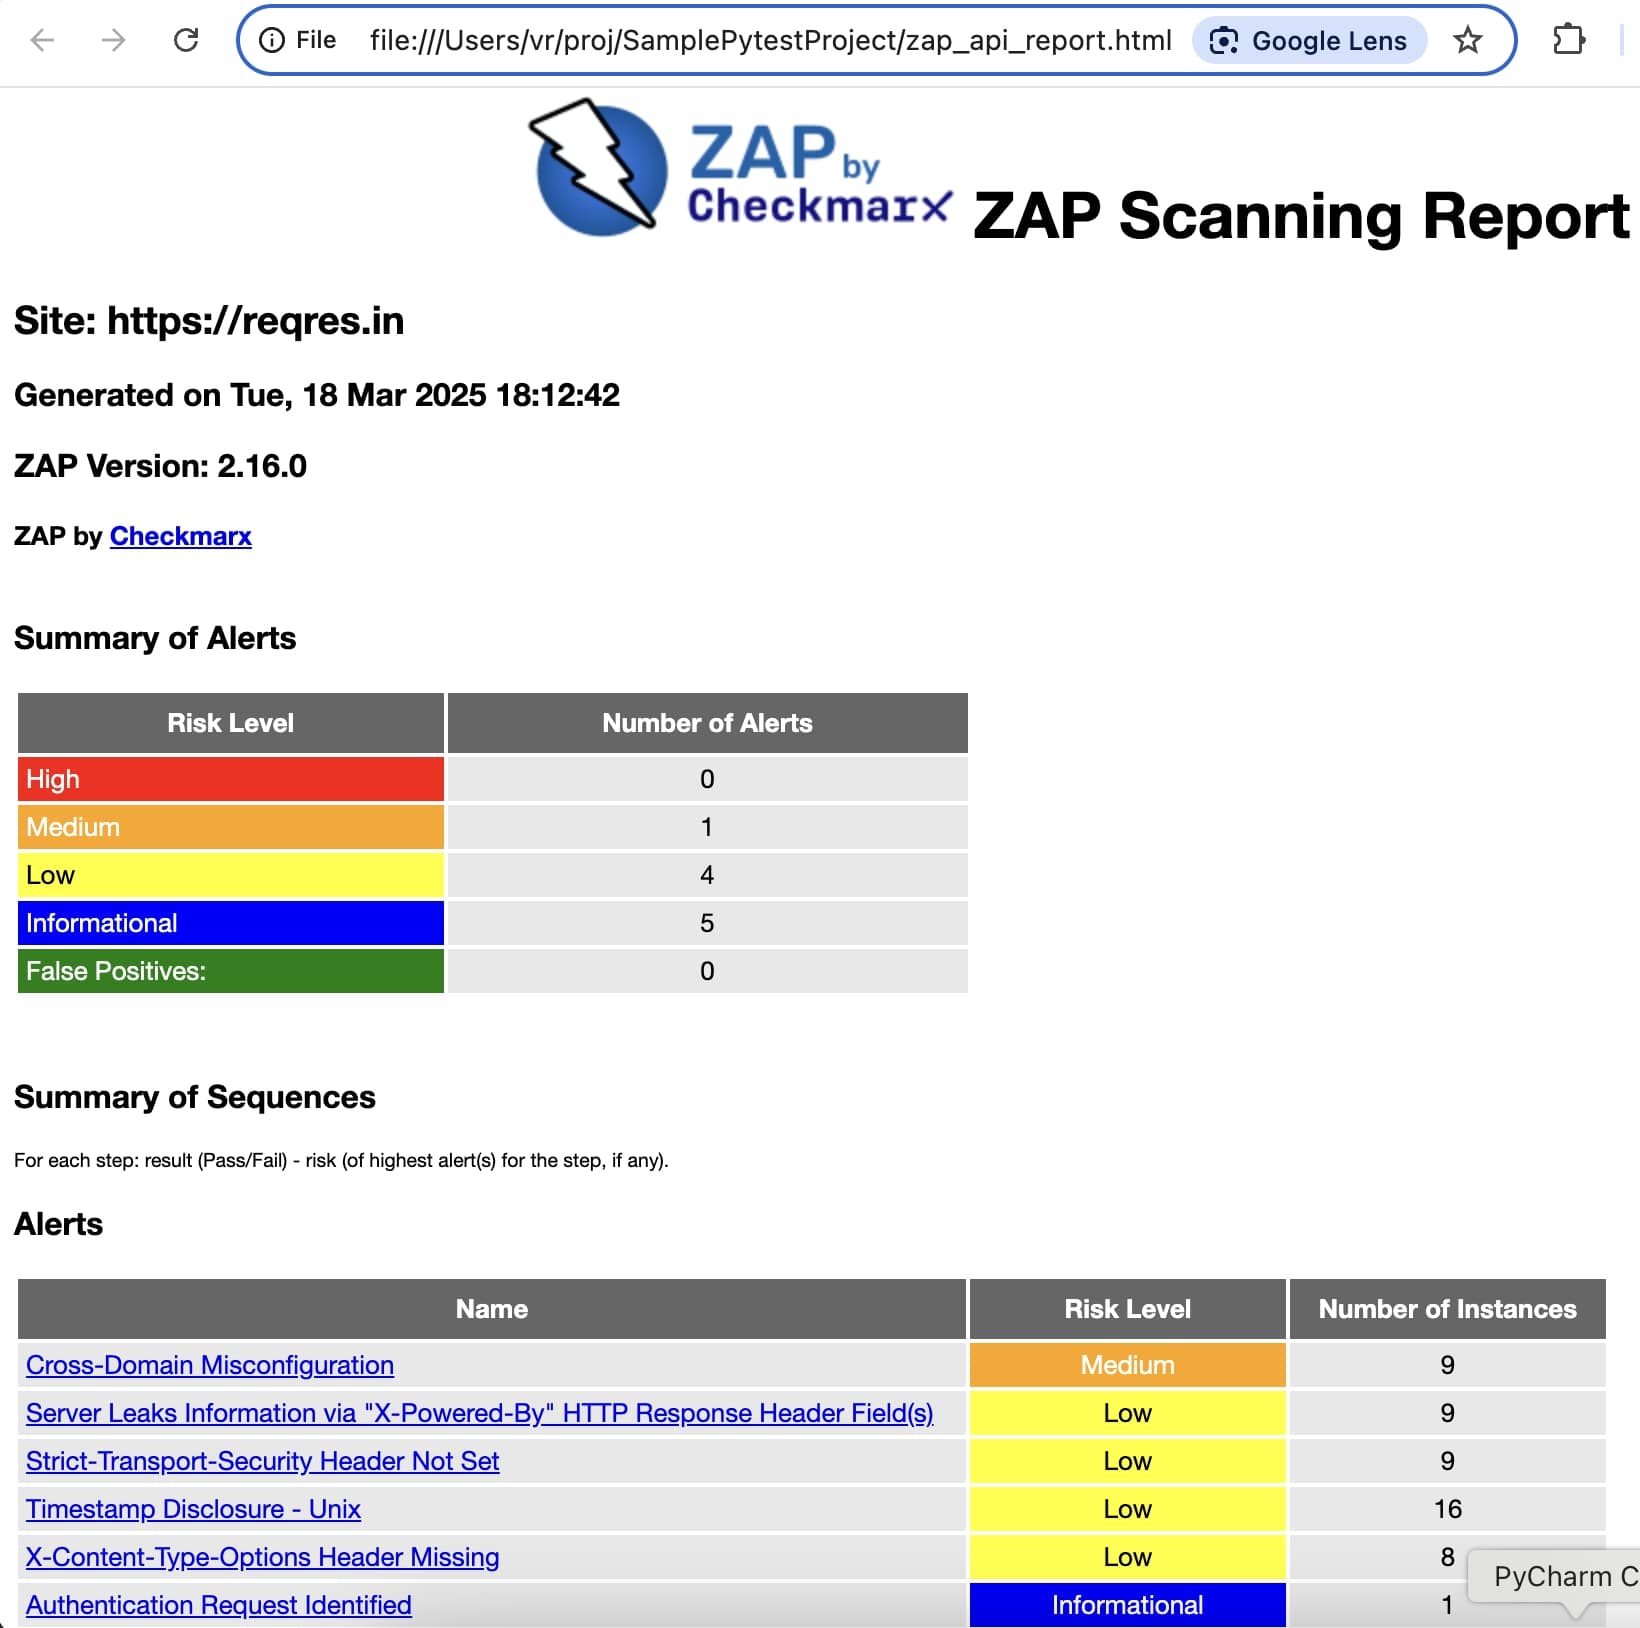 File file:///Users/vr/proj/SamplePytestProject/zap_api_report.html Google Lens
ZAP by
Checkmarx ZAP Scanning Report
Site: https://reqres.in
Generated on Tue, 18 Mar 2025 18:12:42
ZAP Version: 2.16.0
ZAP by Checkmarx
Summary of Alerts
Risk Level Number of Alerts
High 0
Medium 1
Low 4
Informational 5
False Positives: 0
Summary of Sequences
For each step: result (Pass/Fail) - risk (of highest alert(s) for the step, if any).
Alerts
Name Risk Level Number of Instances
Cross-Domain Misconfiguration Medium 9
Server Leaks Information via "X-Powered-By" HTTP Response Header Field(s) Low 9
Strict-Transport-Security Header Not Set Low 9
Timestamp Disclosure - Unix Low 16
X-Content-Type-Options Header Missing Low 8
PyCharm C
Authentication Request Identified Informational 1